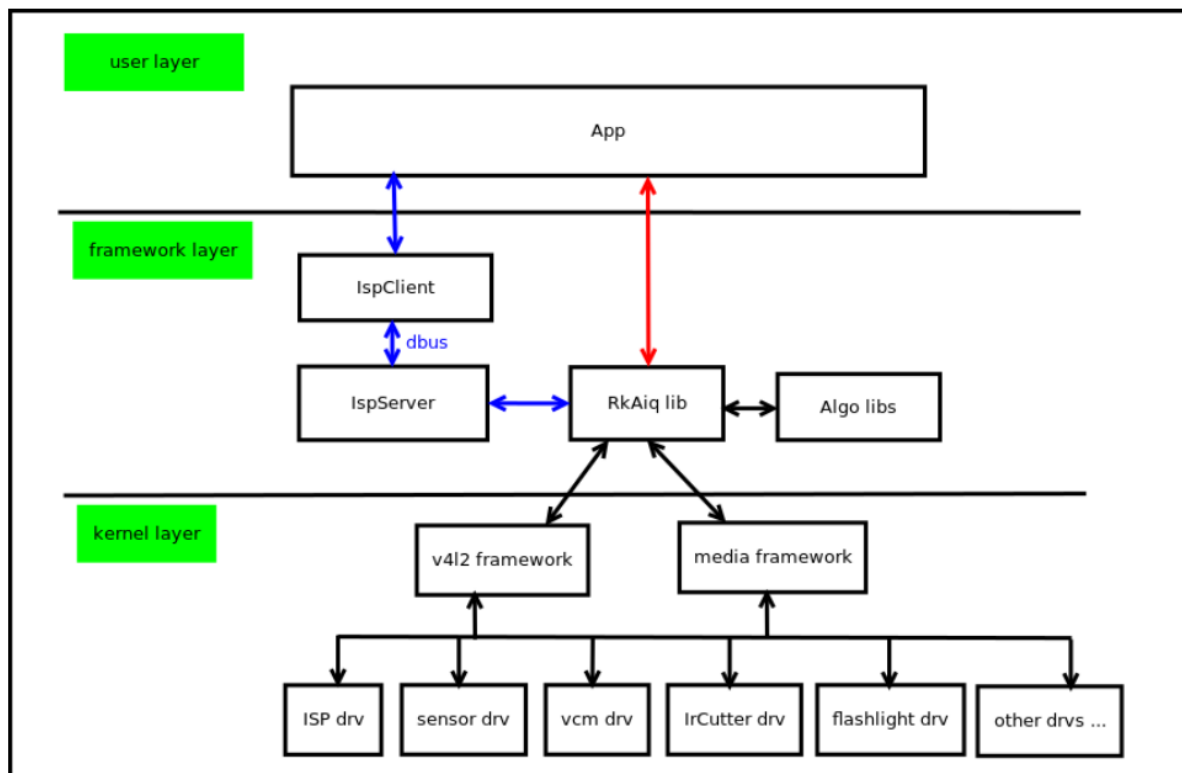 user layer
App
framework layer
IspClient
dbus
IspServer
RkAiq lib
Algo libs
kernel layer
v4l2 framework
media framework
ISP drv
sensor drv
vcm drv
IrCutter drv
flashlight drv
other drvs ...